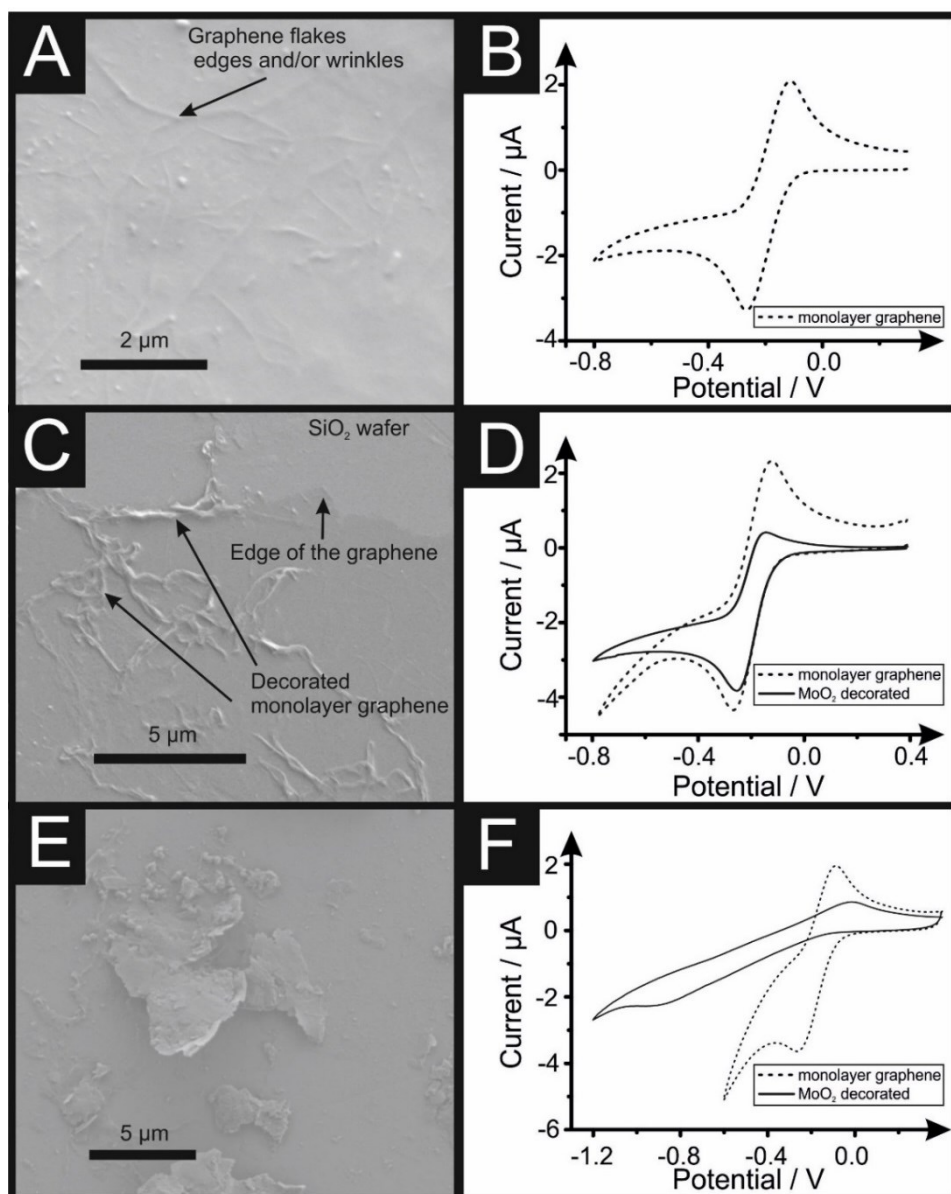 A
Graphene flakes
edges and/or wrinkles
2 µm
B
Current / µA
2
0
-2
-4
-0.8
-0.4
0.0
Potential / V
monolayer graphene
C
SiO₂ wafer
Edge of the graphene
Decorated
monolayer graphene
5 µm
D
Current / µA
2
0
-2
-4
-0.8
-0.4
0.0
0.4
Potential / V
monolayer graphene
MoO₂ decorated
E
5 µm
F
Current / µA
2
0
-2
-4
-6
-1.2
-0.8
-0.4
0.0
Potential / V
monolayer graphene
MoO₂ decorated